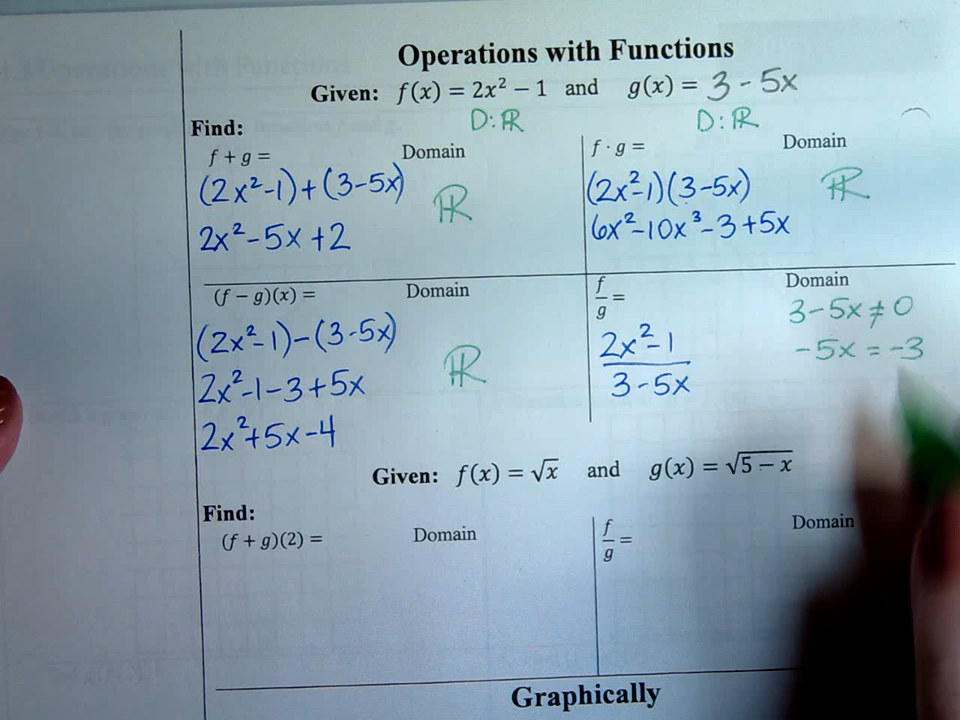 Operations with Functions
Given: f(x) = 2x² − 1 and g(x) = 3 - 5x
D: ℝ D: ℝ
Find:
f + g = Domain
(2x²-1)+(3-5x) ℝ
2x²-5x+2
f · g = Domain
(2x²-1)(3-5x) ℝ
6x²-10x³-3+5x
(f − g)(x) = Domain
(2x²-1)-(3-5x)
2x²-1-3+5x ℝ
2x²+5x-4
f/g = Domain
3-5x ≠ 0
-5x = -3
2x²-1
3-5x
Given: f(x) = √x and g(x) = √5 − x
Find:
(f + g)(2) = Domain
f/g = Domain
Graphically